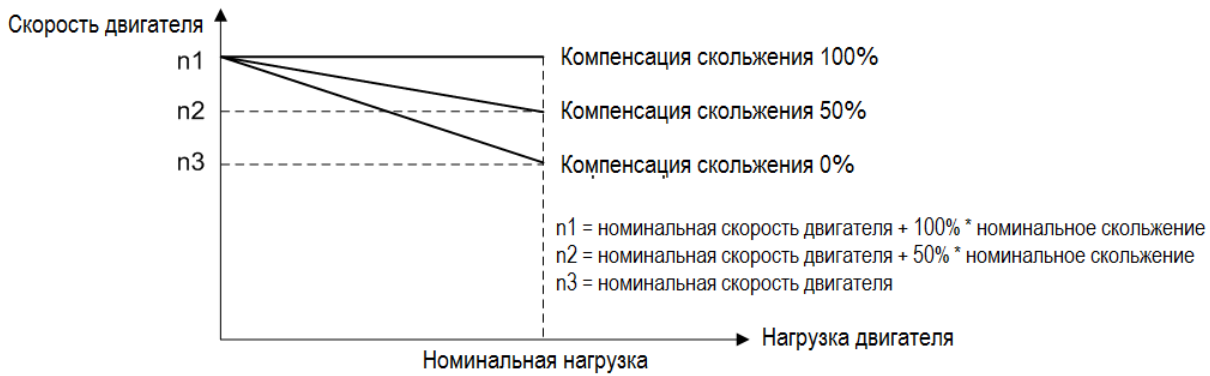 Скорость двигателя
n1
Компенсация скольжения 100%
n2
Компенсация скольжения 50%
n3
Компенсация скольжения 0%
n1 = номинальная скорость двигателя + 100% * номинальное скольжение
n2 = номинальная скорость двигателя + 50% * номинальное скольжение
n3 = номинальная скорость двигателя
Нагрузка двигателя
Номинальная нагрузка